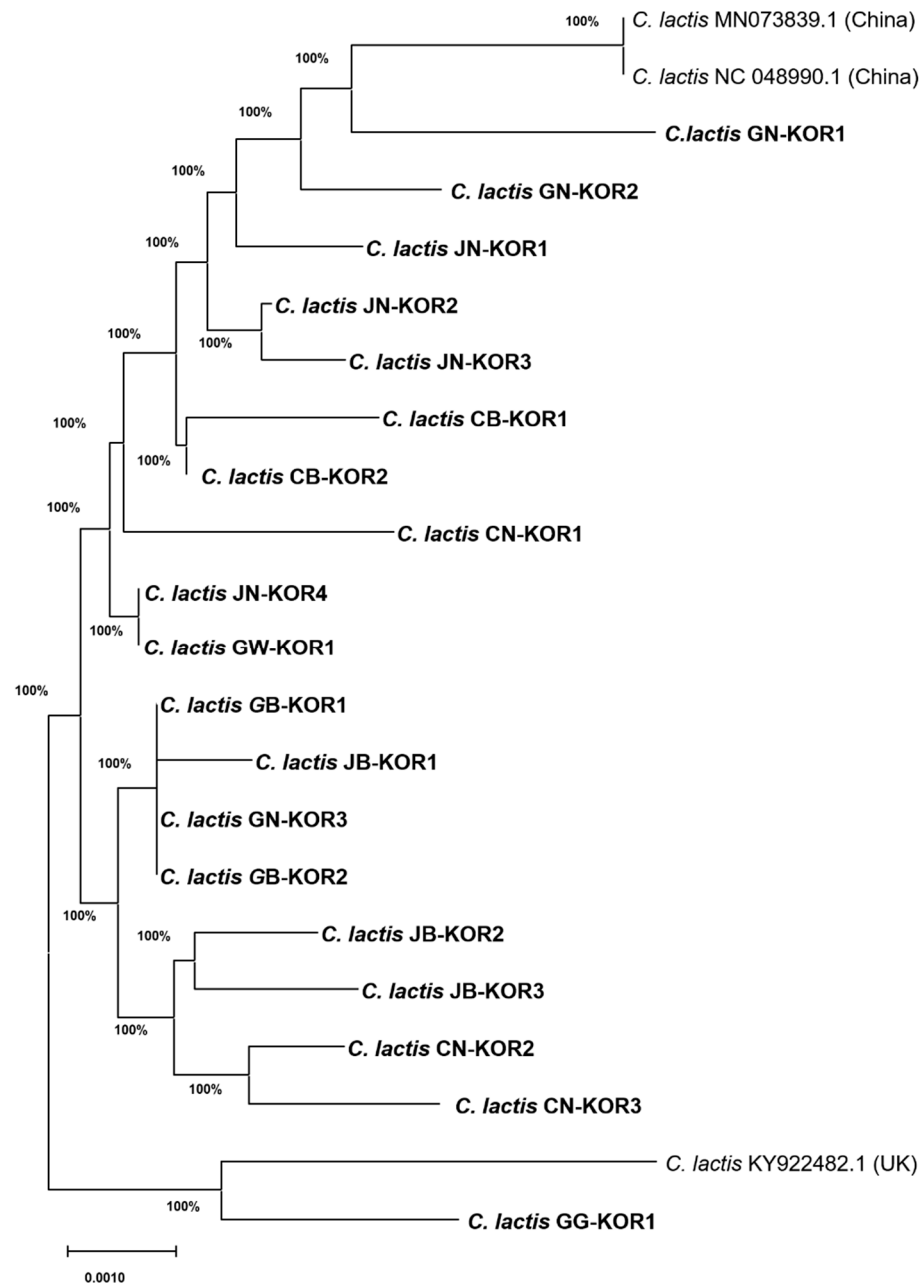 100%
C. lactis MN073839.1 (China)
100%
C. lactis NC 048990.1 (China)
100%
C.lactis GN-KOR1
100%
C. lactis GN-KOR2
100%
C. lactis JN-KOR1
C. lactis JN-KOR2
100%
100%
C. lactis JN-KOR3
C. lactis CB-KOR1
100%
100%
C. lactis CB-KOR2
100%
C. lactis CN-KOR1
C. lactis JN-KOR4
100%
C. lactis GW-KOR1
100%
C. lactis GB-KOR1
100%
C. lactis JB-KOR1
C. lactis GN-KOR3
C. lactis GB-KOR2
100%
100%
C. lactis JB-KOR2
C. lactis JB-KOR3
100%
C. lactis CN-KOR2
100%
C. lactis CN-KOR3
C. lactis KY922482.1 (UK)
100%
C. lactis GG-KOR1
0.0010